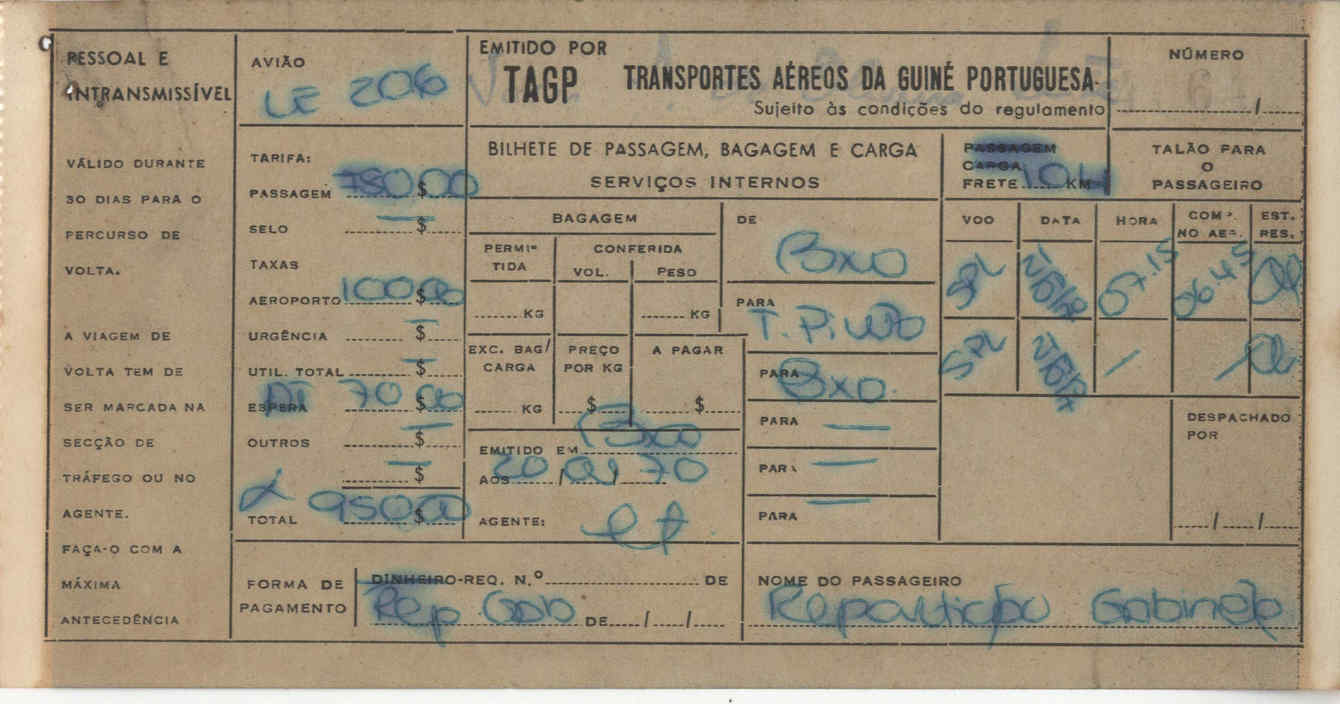 PESSOAL E
INTRANSMISSÍVEL
VÁLIDO DURANTE
30 DIAS PARA O
PERCURSO DE
VOLTA.
A VIAGEM DE
VOLTA TEM DE
SER MARCADA NA
SECÇÃO DE
TRÁFEGO OU NO
AGENTE.
FAÇA-O COM A
MÁXIMA
ANTECEDÊNCIA
AVIÃO
206
TARIFA:
PASSAGEM 780$00
SELO — $
TAXAS
AEROPORTO 100$00
URGÊNCIA — $
UTIL. TOTAL — $
ESPERA 70$00
OUTROS — $
— $
TOTAL 950$00
EMITIDO POR
TAGP TRANSPORTES AÉREOS DA GUINÉ PORTUGUESA
Sujeito às condições do regulamento
NÚMERO
/
BILHETE DE PASSAGEM, BAGAGEM E CARGA
SERVIÇOS INTERNOS
PASSAGEM
CARGA
FRETE KM
TALÃO PARA
O
PASSAGEIRO
BAGAGEM
PERMI-
TIDA
CONFERIDA
VOL. PESO
KG KG
EXC. BAG/
CARGA
PREÇO
POR KG
A PAGAR
KG $ $
EMITIDO EM Bxo
AOS 20/01/70
AGENTE:
DE
Bxo
PARA
T. Pinto
PARA
Bxo
PARA —
PARA —
PARA —
VOO DATA HORA COMP. NO AER. EST. RES.
07.15 06.45
DESPACHADO
POR
/ /
FORMA DE
PAGAMENTO
DINHEIRO-REQ. N.º DE
Rep Gab DE / /
NOME DO PASSAGEIRO
Repartição Gabinete